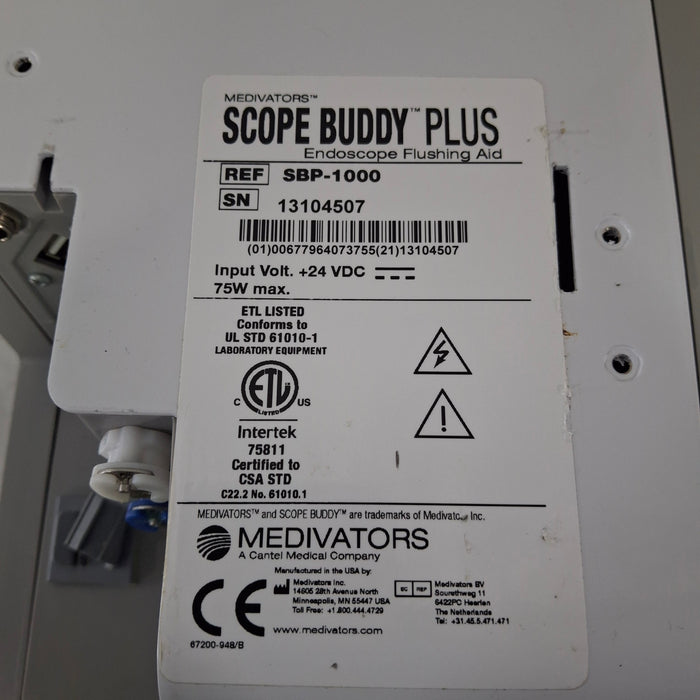 MEDIVATORS™
SCOPE BUDDY™ PLUS
Endoscope Flushing Aid
REF SBP-1000
SN 13104507
(01)00677964073755(21)13104507
Input Volt. +24 VDC
75W max.
ETL LISTED
Conforms to
UL STD 61010-1
LABORATORY EQUIPMENT
C ETL US
LISTED
Intertek
75811
Certified to
CSA STD
C22.2 No. 61010.1
MEDIVATORS™ and SCOPE BUDDY™ are trademarks of Medivato Inc.
MEDIVATORS
A Cantel Medical Company
Manufactured in the USA by:
Medivators Inc.
14605 28th Avenue North
Minneapolis, MN 55447 USA
Toll Free: +1.800.444.4729
EC REP
Medivators BV
Sourethweg 11
6422PC Heerlen
The Netherlands
Tel: +31.45.5.471.471
CE
www.medivators.com
67200-948/B